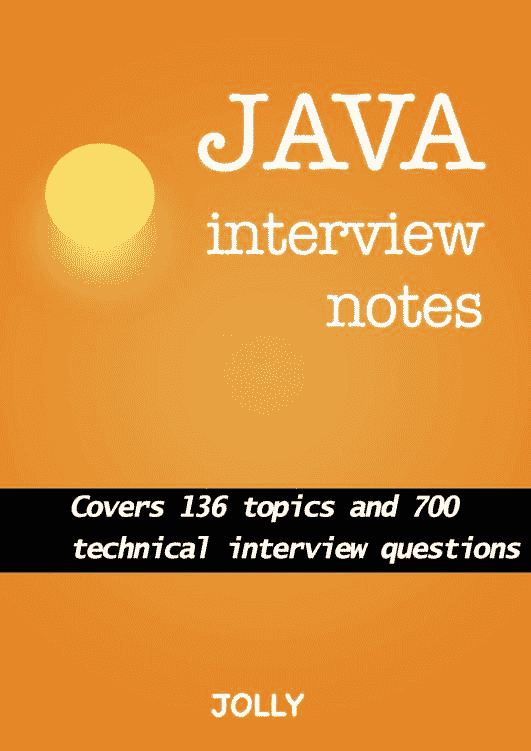 JAVA
interview
notes
Covers 136 topics and 700
technical interview questions
JOLLY